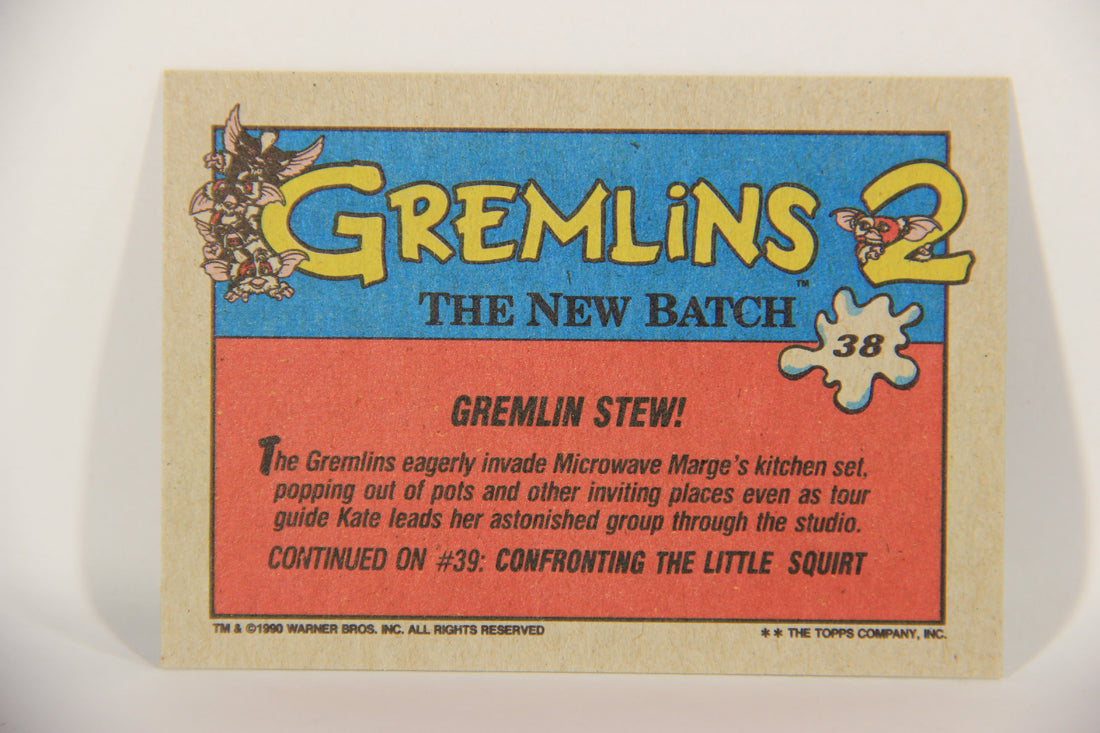 GREMLiNS 2
™
THE NEW BATCH
38
GREMLIN STEW!
The Gremlins eagerly invade Microwave Marge's kitchen set,
popping out of pots and other inviting places even as tour
guide Kate leads her astonished group through the studio.
CONTINUED ON #39: CONFRONTING THE LITTLE SQUIRT
TM & ©1990 WARNER BROS. INC. ALL RIGHTS RESERVED
** THE TOPPS COMPANY, INC.